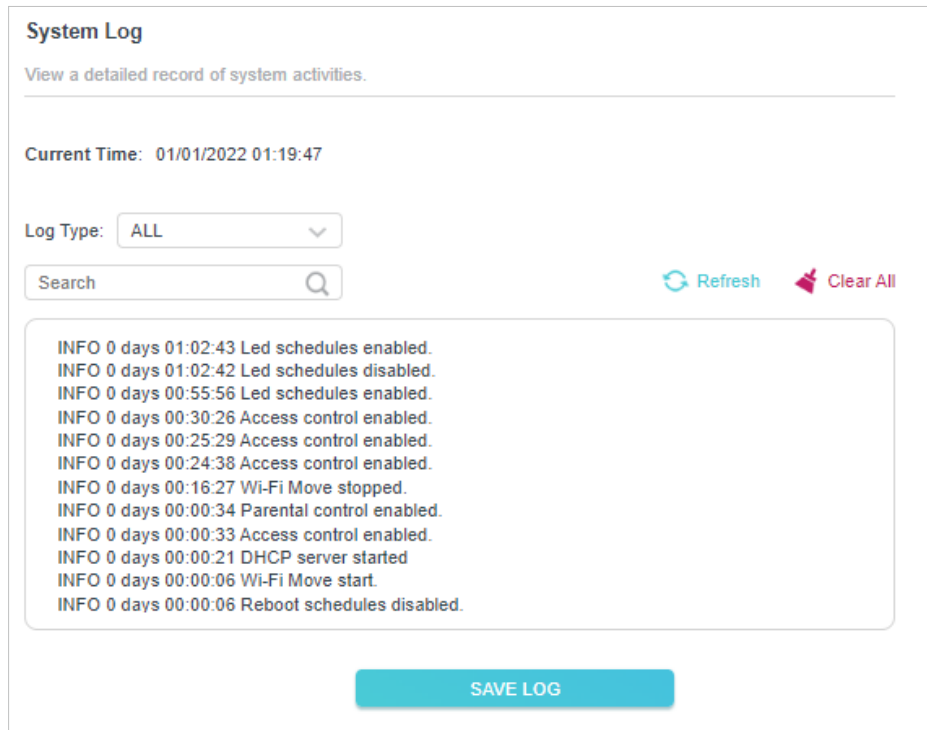 System Log
View a detailed record of system activities.
Current Time: 01/01/2022 01:19:47
Log Type: ALL
Search
Refresh Clear All
INFO 0 days 01:02:43 Led schedules enabled.
INFO 0 days 01:02:42 Led schedules disabled.
INFO 0 days 00:55:56 Led schedules enabled.
INFO 0 days 00:30:26 Access control enabled.
INFO 0 days 00:25:29 Access control enabled.
INFO 0 days 00:24:38 Access control enabled.
INFO 0 days 00:16:27 Wi-Fi Move stopped.
INFO 0 days 00:00:34 Parental control enabled.
INFO 0 days 00:00:33 Access control enabled.
INFO 0 days 00:00:21 DHCP server started
INFO 0 days 00:00:06 Wi-Fi Move start.
INFO 0 days 00:00:06 Reboot schedules disabled.
SAVE LOG